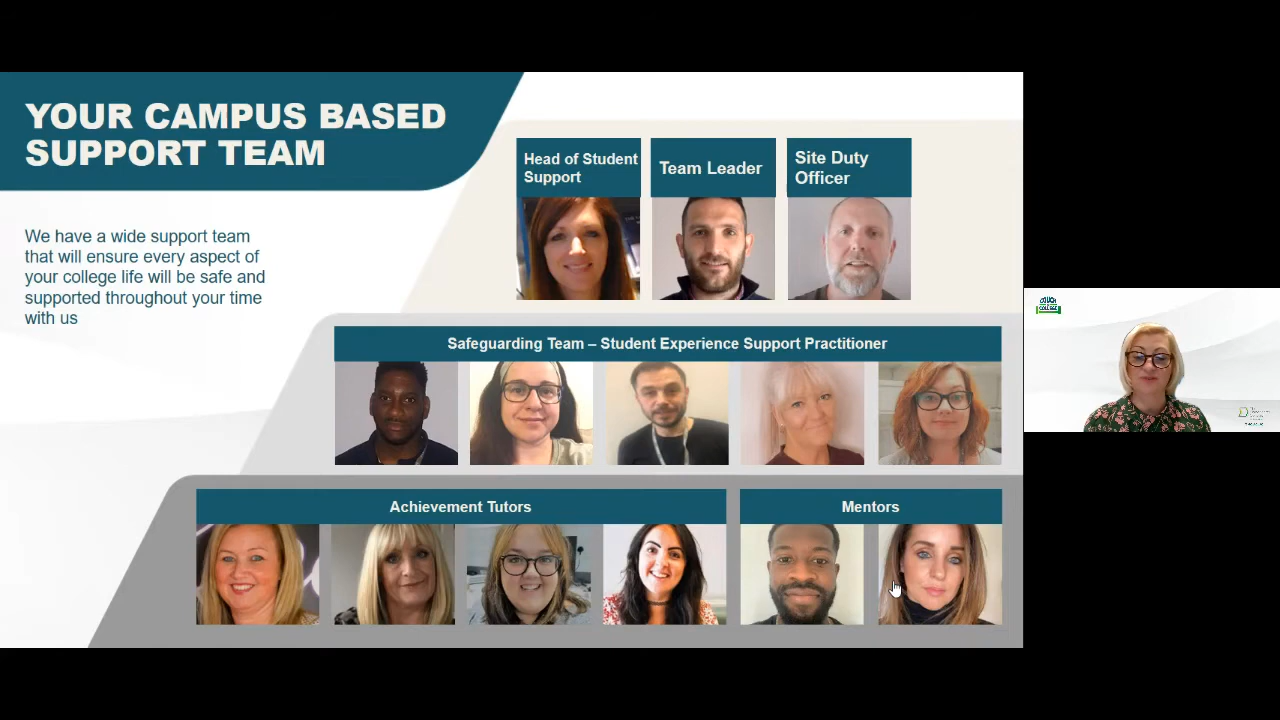 YOUR CAMPUS BASED
SUPPORT TEAM
We have a wide support team
that will ensure every aspect of
your college life will be safe and
supported throughout your time
with us
Head of Student
Support
Team Leader
Site Duty
Officer
Safeguarding Team – Student Experience Support Practitioner
Achievement Tutors
Mentors
COLLEGE